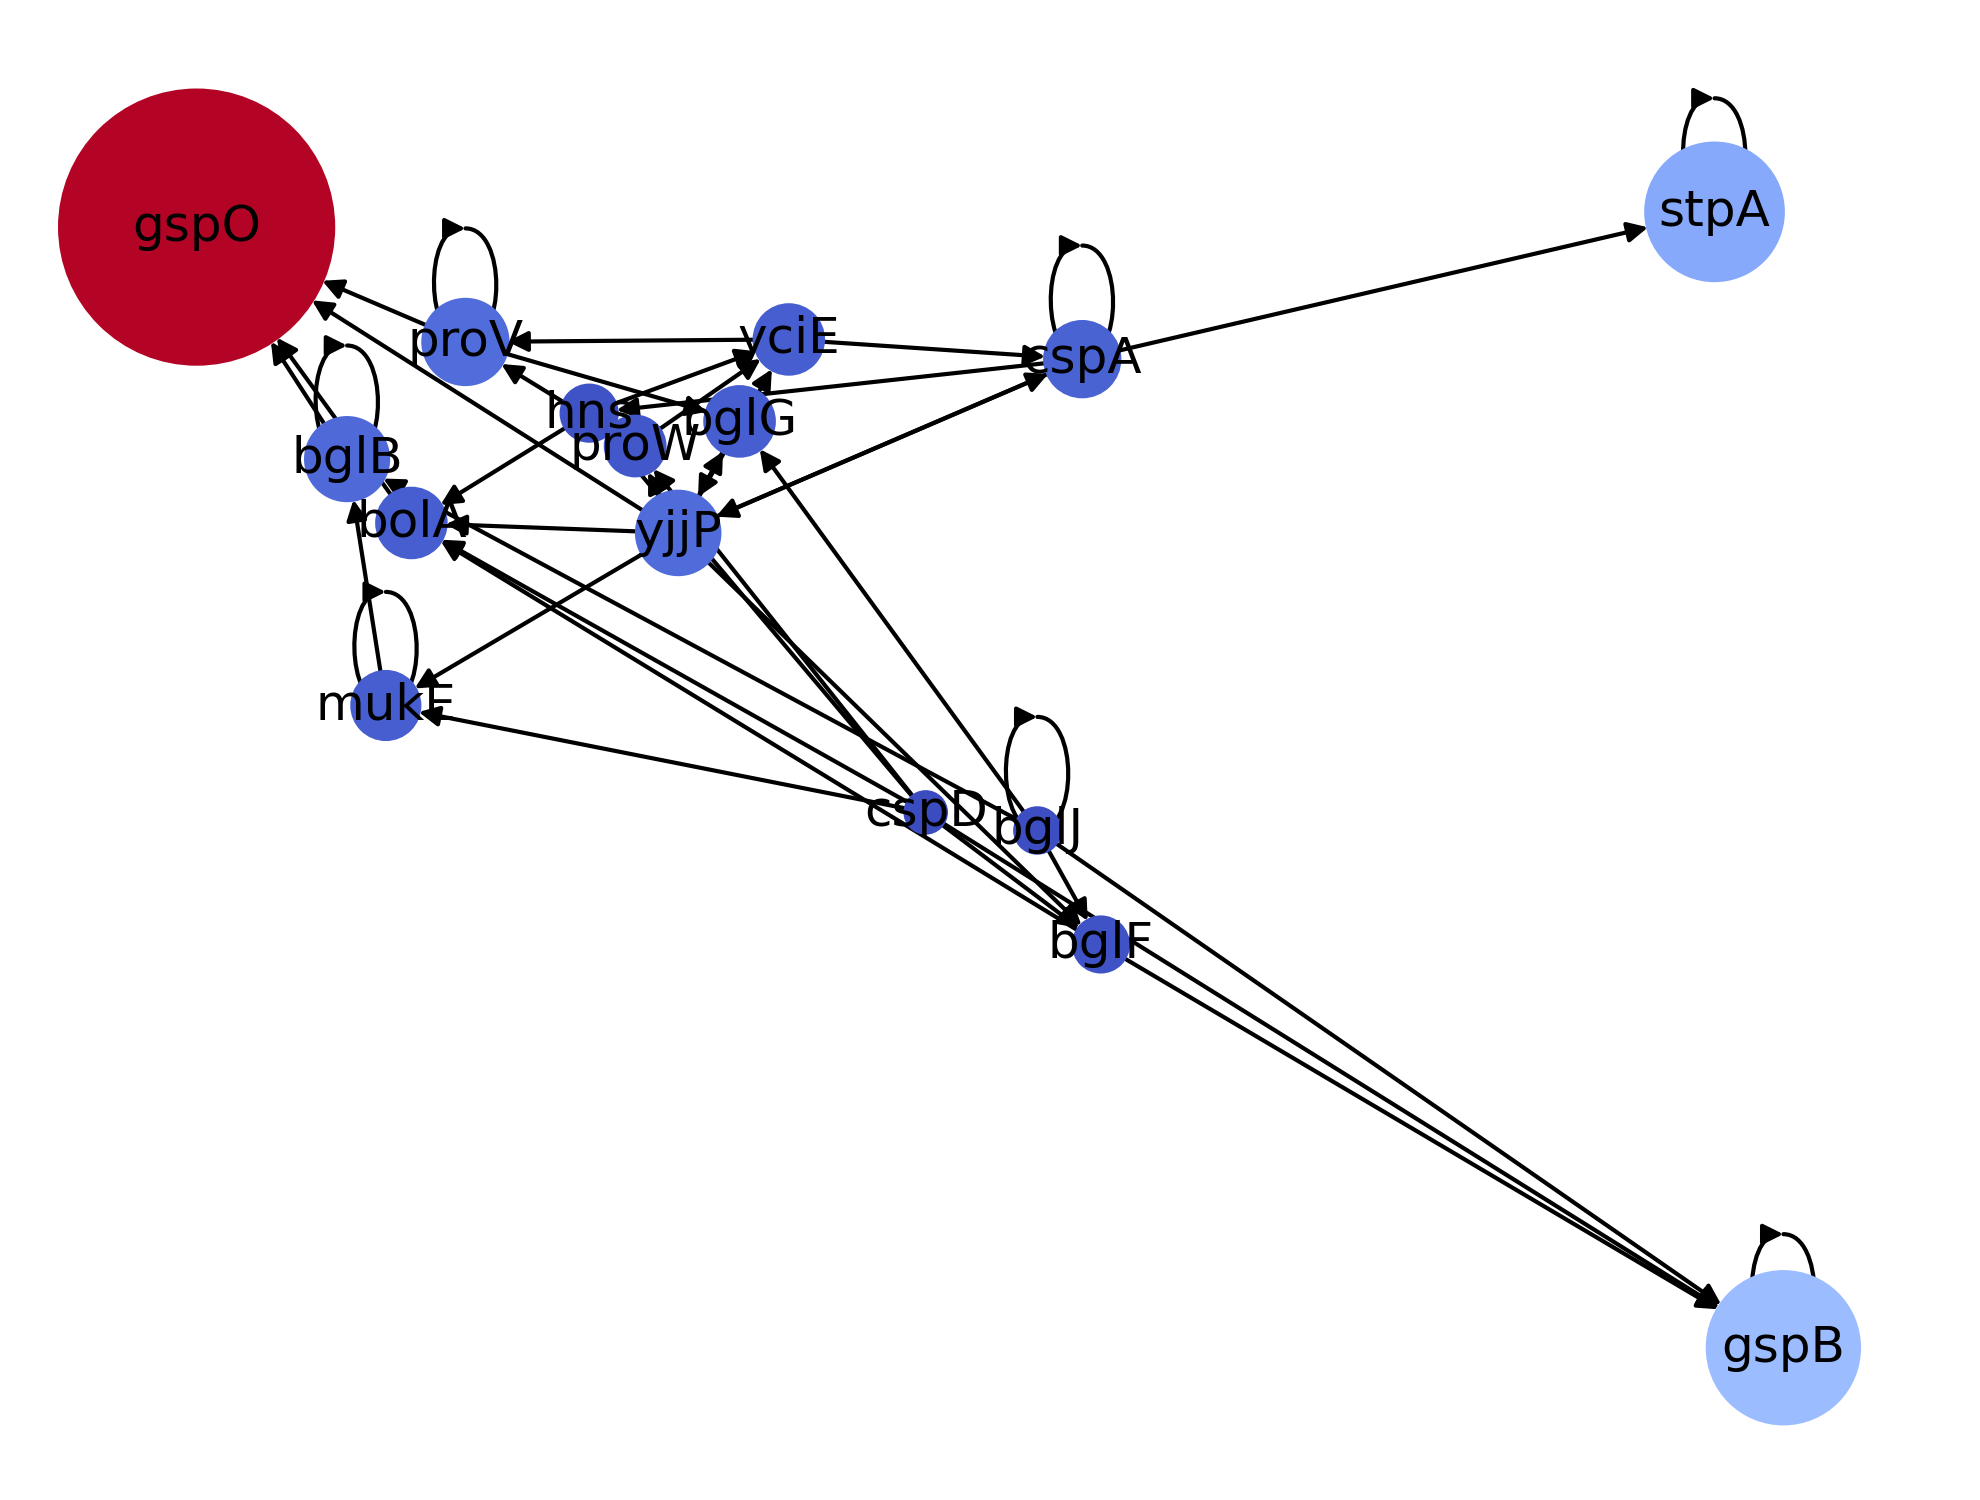 gspO
stpA
proV
yciE
cspA
hns
bglG
proW
bglB
bolA
yjjP
mukF
cspD
bglJ
bglF
gspB